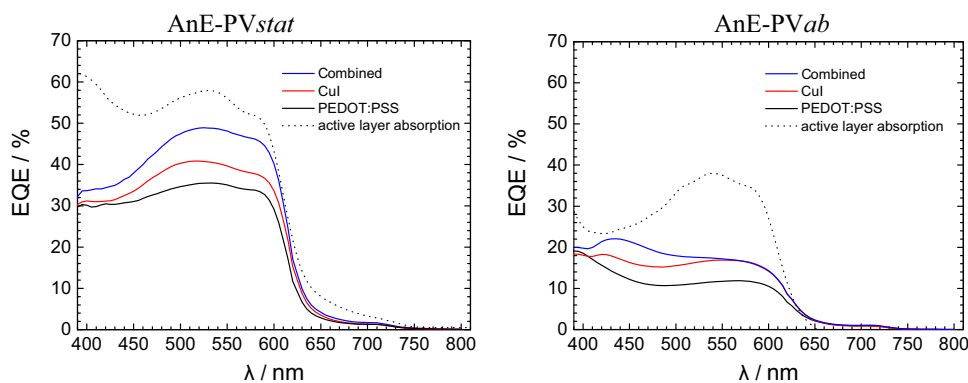 AnE-PVstat
70
60
50
40
30
20
10
0
EQE / %
Combined
CuI
PEDOT:PSS
active layer absorption
400 450 500 550 600 650 700 750 800
λ / nm
AnE-PVab
70
60
50
40
30
20
10
0
EQE / %
Combined
CuI
PEDOT:PSS
active layer absorption
400 450 500 550 600 650 700 750 800
λ / nm